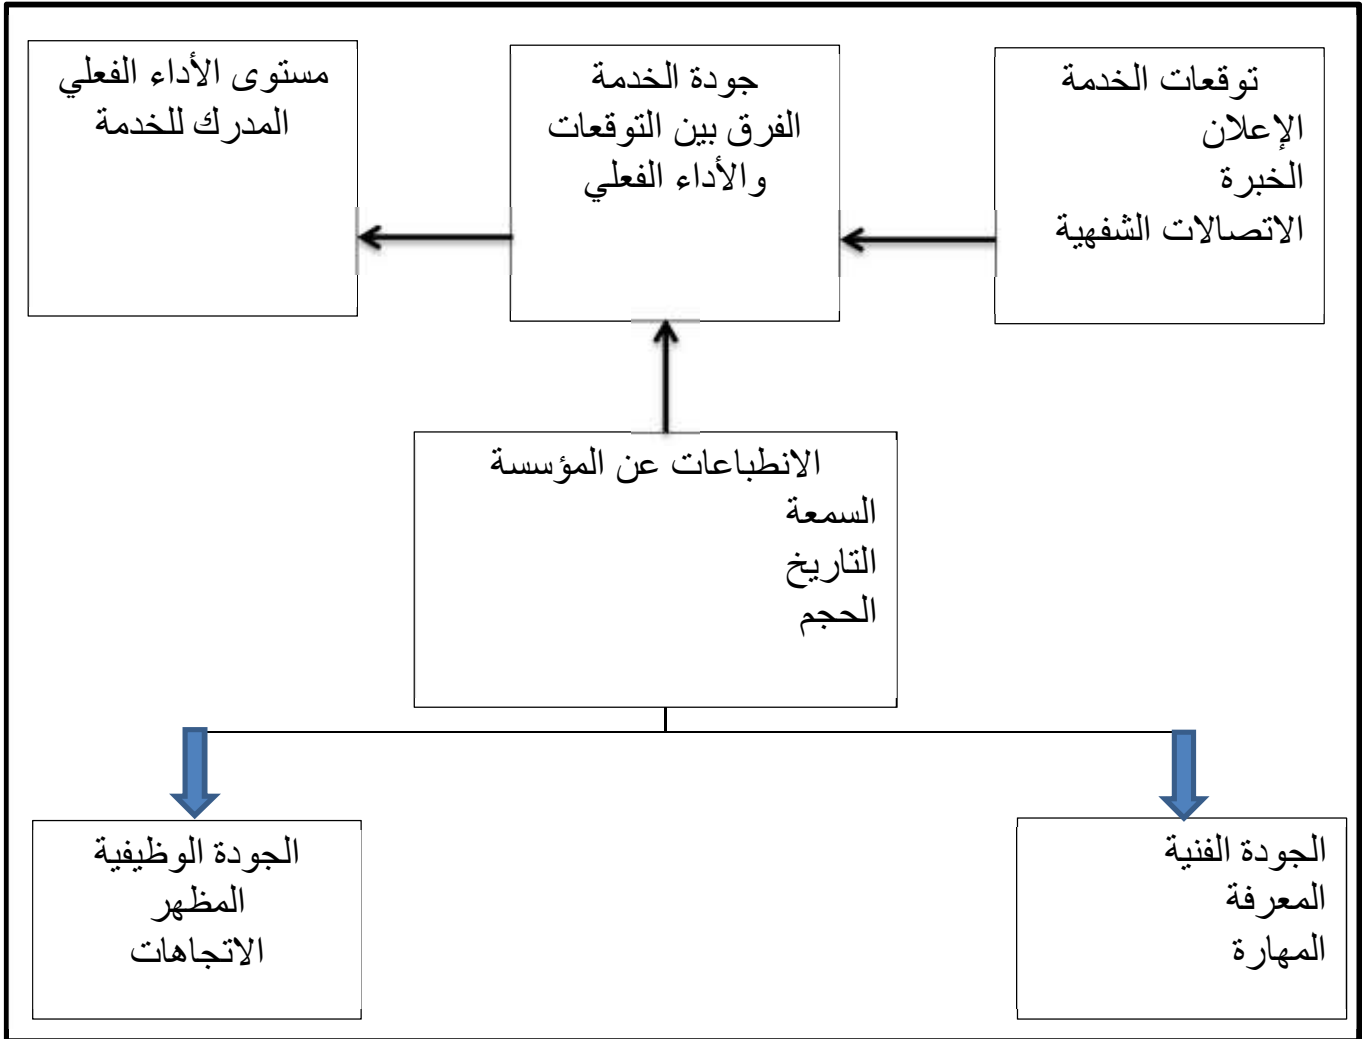 توقعات الخدمة
الإعلان
الخبرة
الاتصالات الشفهية
جودة الخدمة
الفرق بين التوقعات
والأداء الفعلي
مستوى الأداء الفعلي
المدرك للخدمة
الانطباعات عن المؤسسة
السمعة
التاريخ
الحجم
الجودة الفنية
المعرفة
المهارة
الجودة الوظيفية
المظهر
الاتجاهات